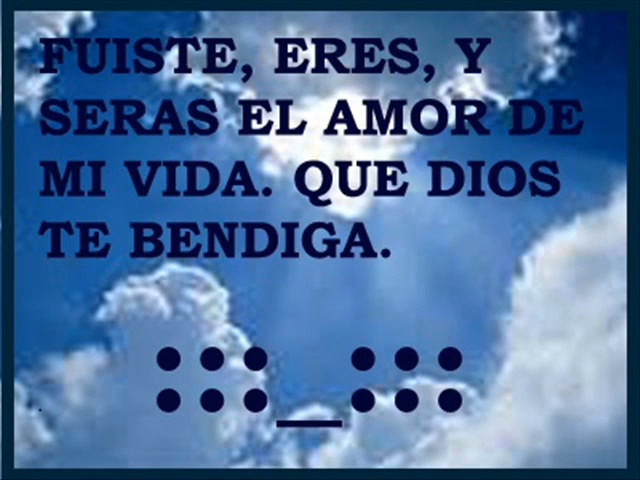 FUISTE, ERES, Y
SERAS EL AMOR DE
MI VIDA. QUE DIOS
TE BENDIGA.
:::_:::